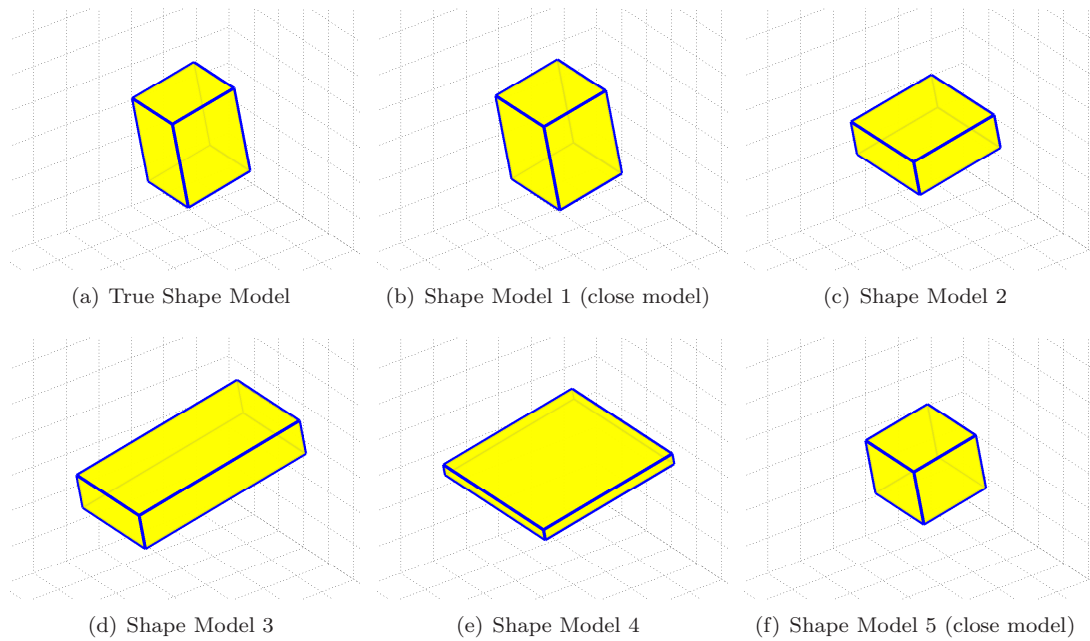 (a) True Shape Model
(b) Shape Model 1 (close model)
(c) Shape Model 2
(d) Shape Model 3
(e) Shape Model 4
(f) Shape Model 5 (close model)